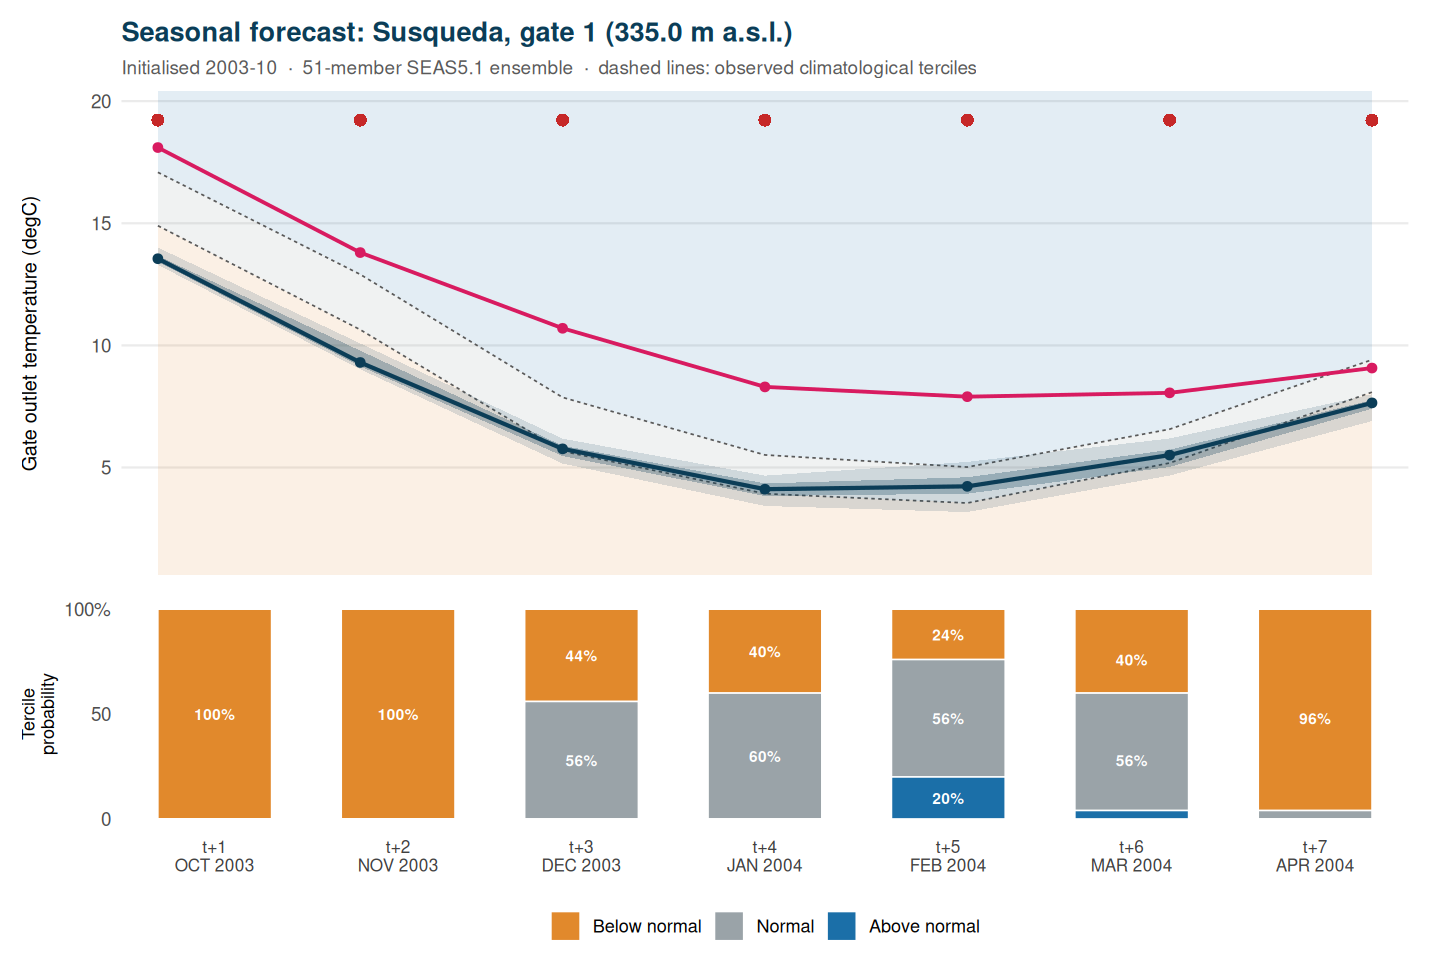 Seasonal forecast: Susqueda, gate 1 (335.0 m a.s.l.)
Initialised 2003-10 · 51-member SEAS5.1 ensemble · dashed lines: observed climatological terciles
Gate outlet temperature (degC)
20
15
10
5
Tercile
probability
100%
50
0
100%
100%
44%
56%
40%
60%
24%
56%
20%
40%
56%
96%
t+1
OCT 2003
t+2
NOV 2003
t+3
DEC 2003
t+4
JAN 2004
t+5
FEB 2004
t+6
MAR 2004
t+7
APR 2004
Below normal
Normal
Above normal